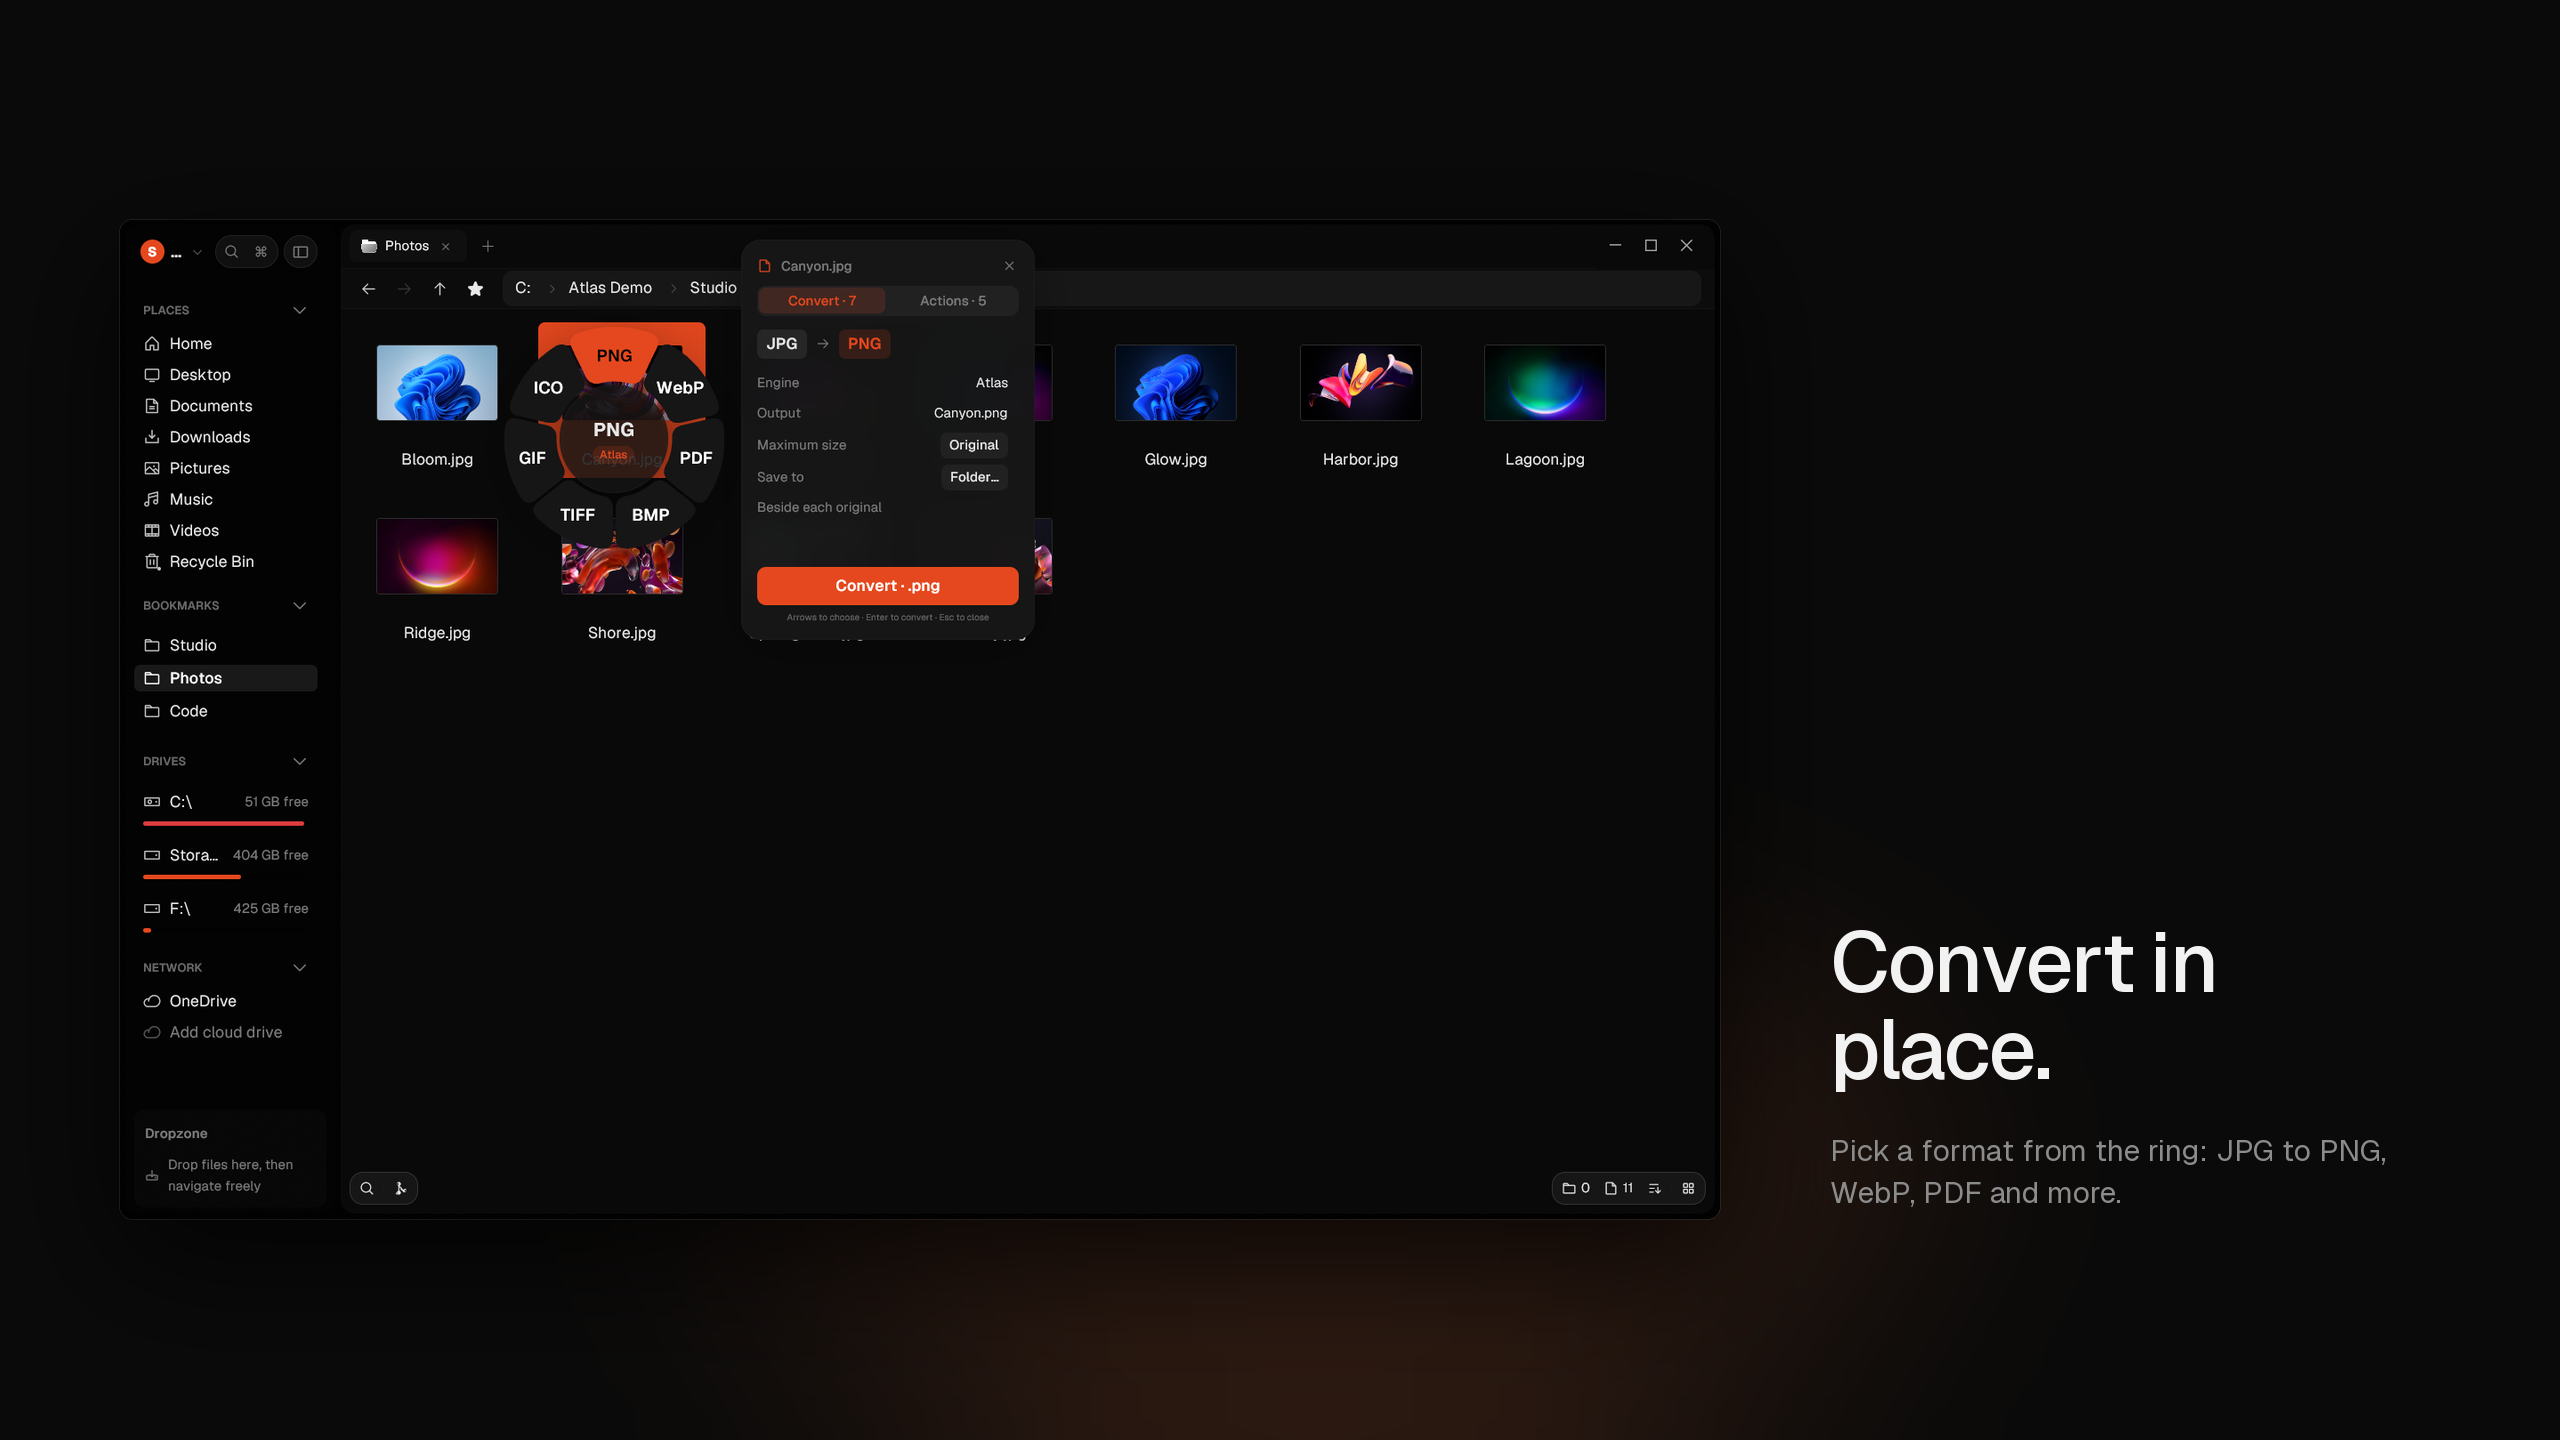 S ...
Photos
C: > Atlas Demo > Studio
PLACES
Home
Desktop
Documents
Downloads
Pictures
Music
Videos
Recycle Bin
BOOKMARKS
Studio
Photos
Code
DRIVES
C:\ 51 GB free
Stora... 404 GB free
F:\ 425 GB free
NETWORK
OneDrive
Add cloud drive
Dropzone
Drop files here, then
navigate freely
Bloom.jpg
Canyon.jpg
Glow.jpg
Harbor.jpg
Lagoon.jpg
Ridge.jpg
Shore.jpg
PNG
WebP
PDF
BMP
TIFF
GIF
ICO
PNG
Atlas
Canyon.jpg
Convert · 7 Actions · 5
JPG → PNG
Engine Atlas
Output Canyon.png
Maximum size Original
Save to Folder...
Beside each original
Convert · .png
Arrows to choose · Enter to convert · Esc to close
0 11
Convert in
place.
Pick a format from the ring: JPG to PNG,
WebP, PDF and more.